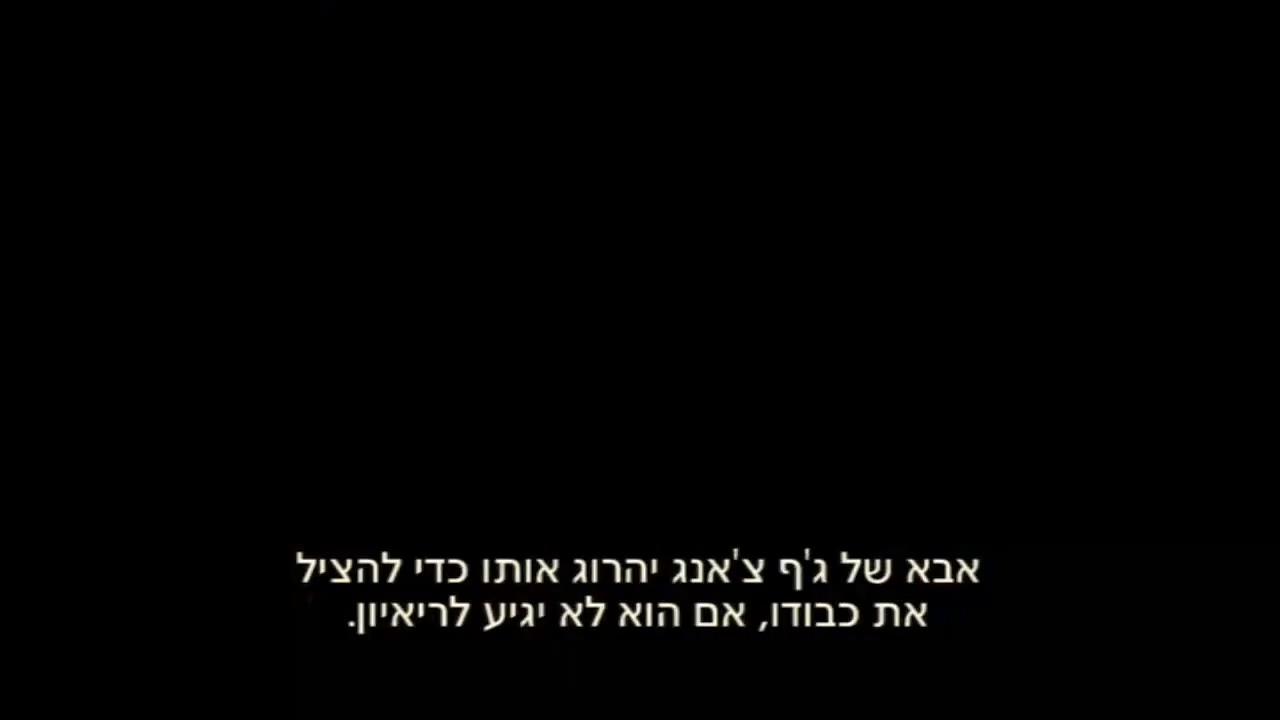 אבא של ג'ף צ'אנג יהרוג אותו כדי להציל
את כבודו, אם הוא לא יגיע לריאיון.